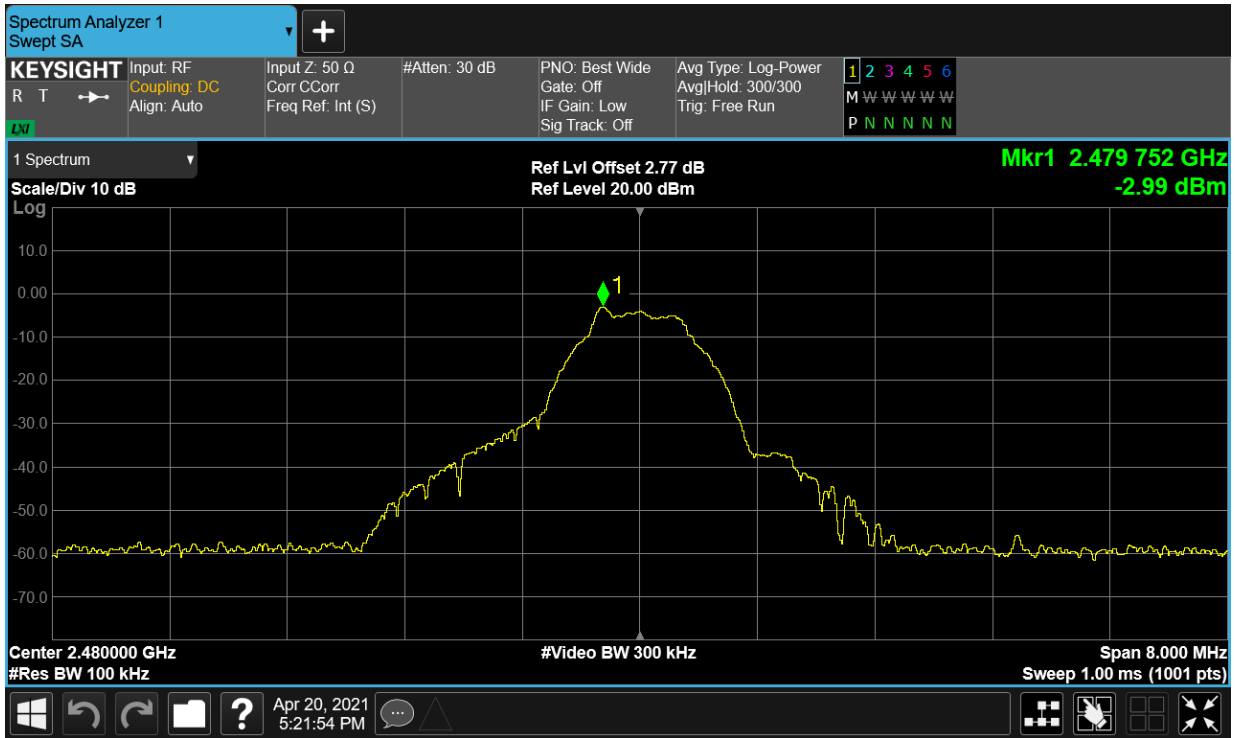 Spectrum Analyzer 1
Swept SA
KEYSIGHT
R T
LXI
Input: RF
Coupling: DC
Align: Auto
Input Z: 50 Ω
Corr CCorr
Freq Ref: Int (S)
#Atten: 30 dB
PNO: Best Wide
Gate: Off
IF Gain: Low
Sig Track: Off
Avg Type: Log-Power
Avg|Hold: 300/300
Trig: Free Run
1 2 3 4 5 6
M W W W W W
P N N N N N
1 Spectrum
Scale/Div 10 dB
Log
Ref Lvl Offset 2.77 dB
Ref Level 20.00 dBm
Mkr1 2.479 752 GHz
-2.99 dBm
1
10.0
0.00
-10.0
-20.0
-30.0
-40.0
-50.0
-60.0
-70.0
Center 2.480000 GHz
#Video BW 300 kHz
Span 8.000 MHz
#Res BW 100 kHz
Sweep 1.00 ms (1001 pts)
?
Apr 20, 2021
5:21:54 PM